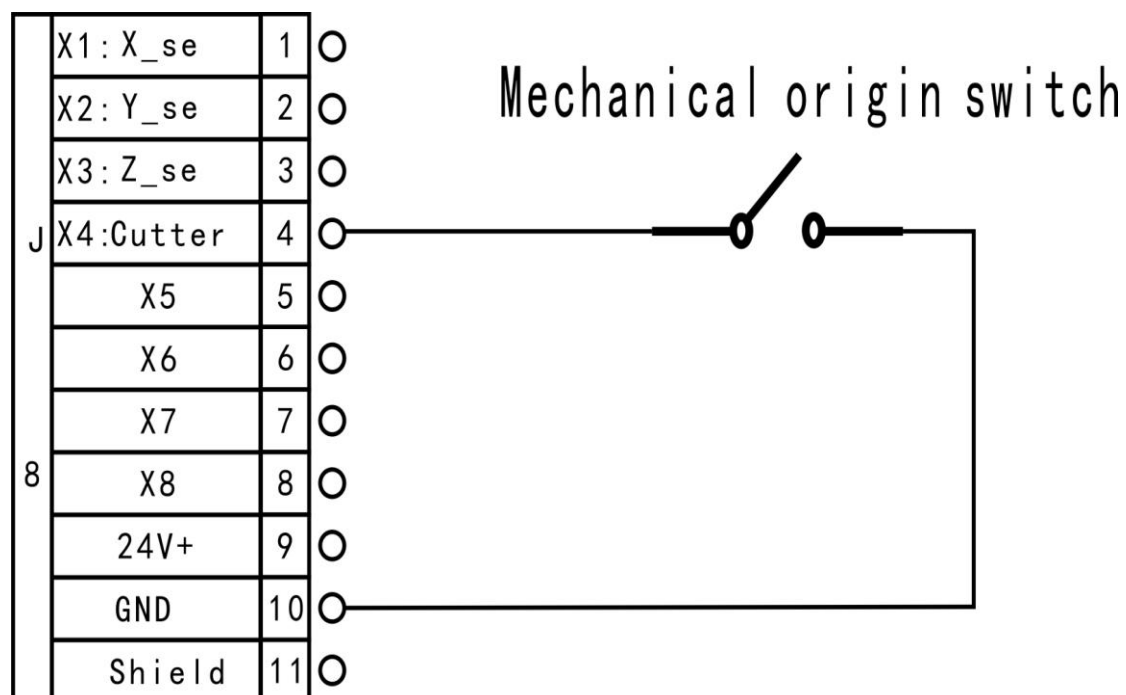 X1: X_se 1
Mechanical origin switch
X2: Y_se 2
X3: Z_se 3
J
X4:Cutter 4
X5 5
X6 6
X7 7
8
X8 8
24V+ 9
GND 10
Shield 11